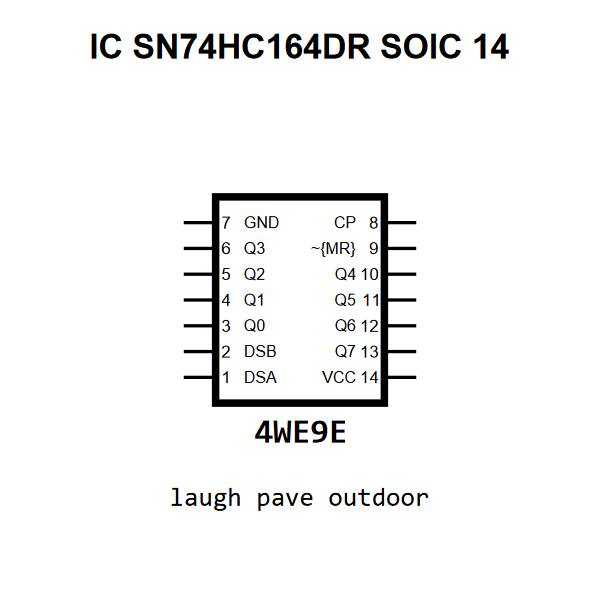 IC SN74HC164DR SOIC 14
7 GND CP 8
6 Q3 ~{MR} 9
5 Q2 Q4 10
4 Q1 Q5 11
3 Q0 Q6 12
2 DSB Q7 13
1 DSA VCC 14
4WE9E
laugh pave outdoor